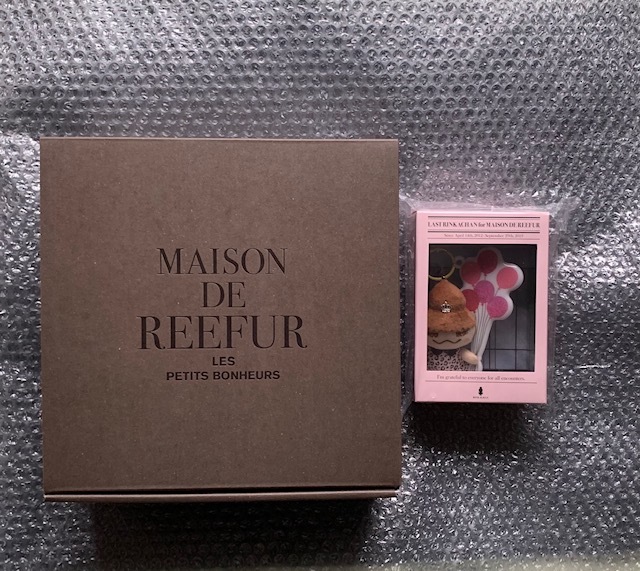 MAISON
DE
REEFUR
LES
PETITS BONHEURS
LAST RINKACHAN for MAISON DE REEFUR
I'm grateful to everyone for all encounters.